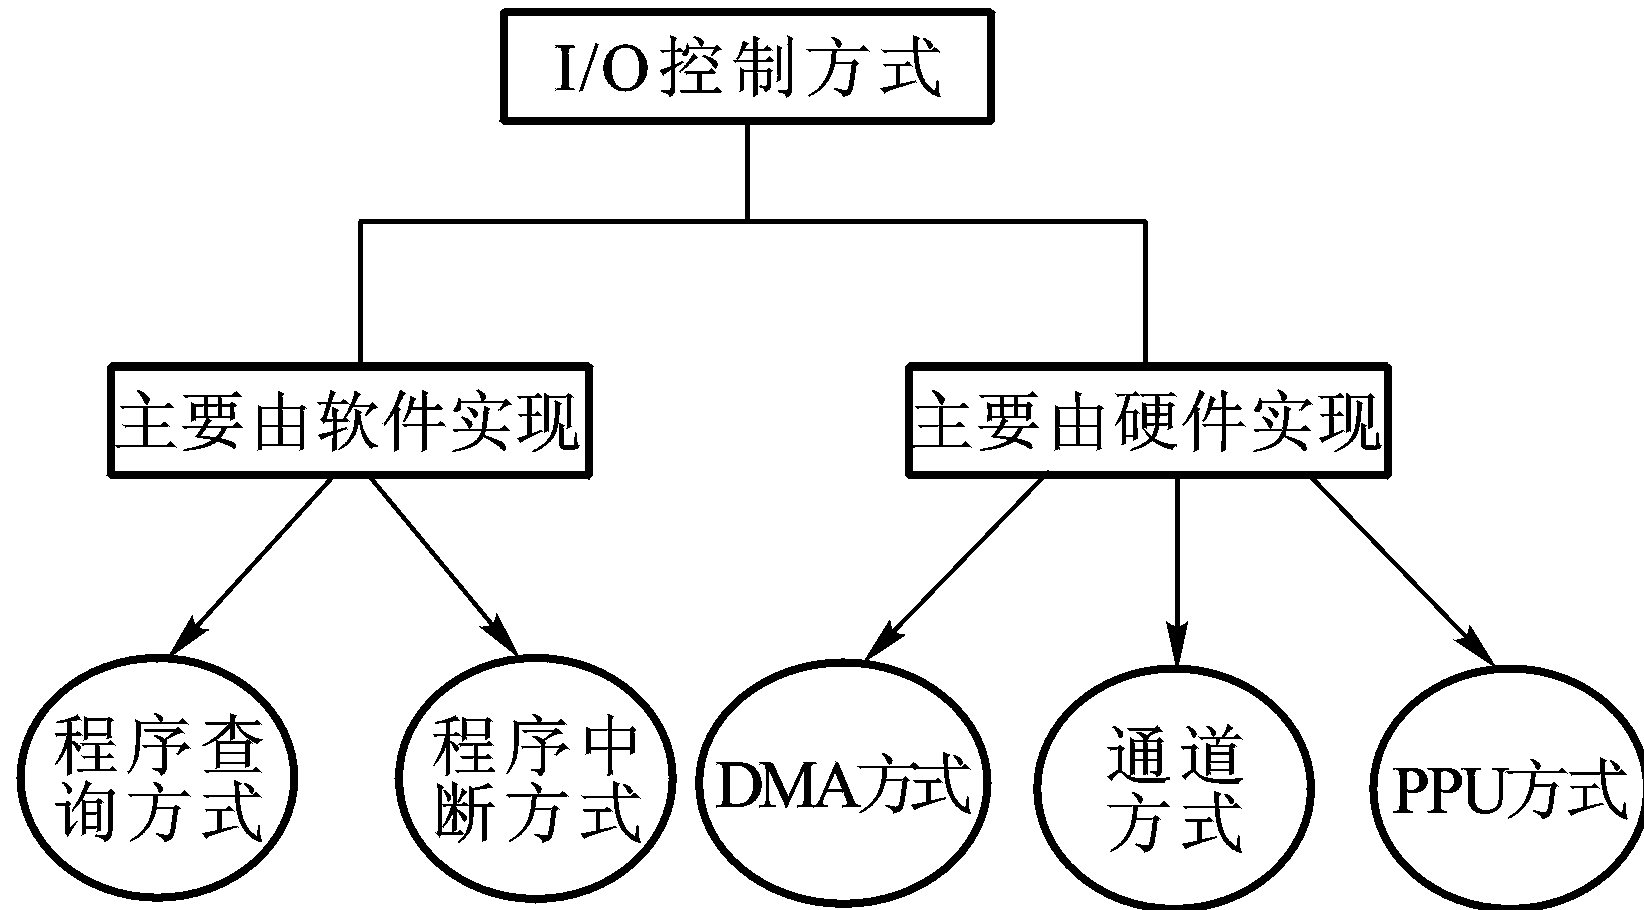 I/O控制方式
主要由软件实现
主要由硬件实现
程序查
询方式
程序中
断方式
DMA方式
通道
方式
PPU方式